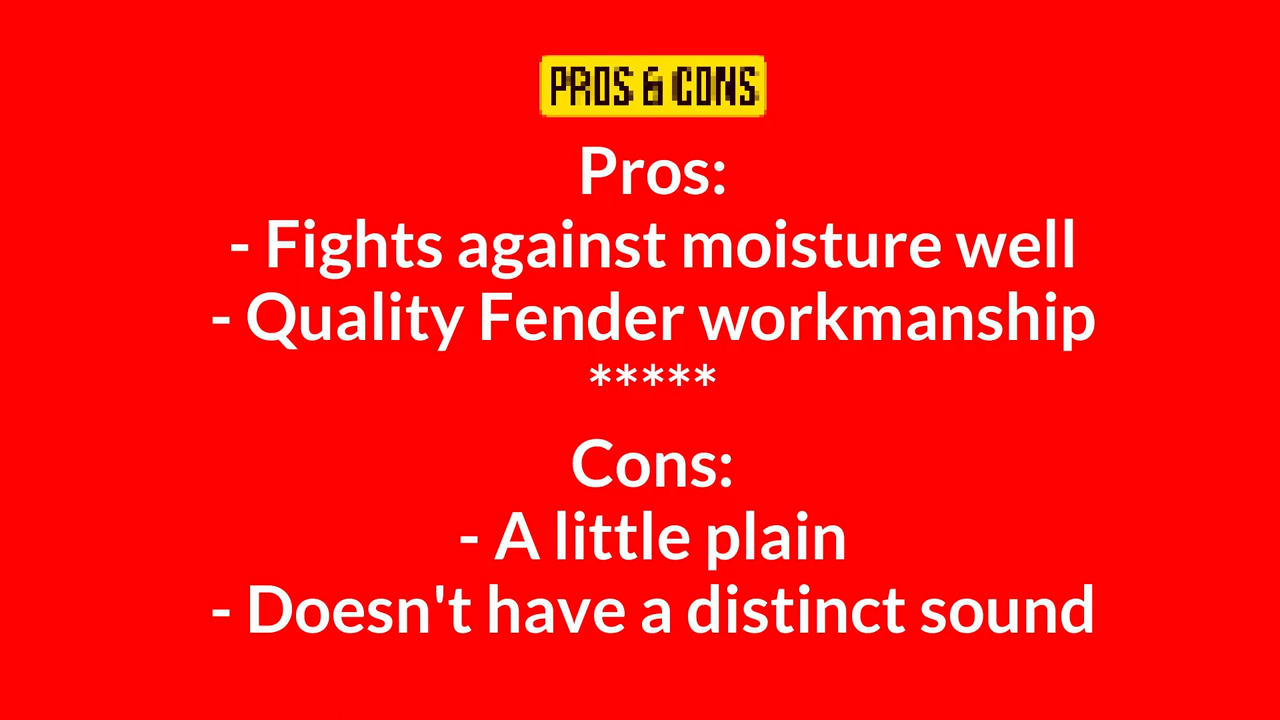 PROS & CONS
Pros:
- Fights against moisture well
- Quality Fender workmanship
*****
Cons:
- A little plain
- Doesn't have a distinct sound